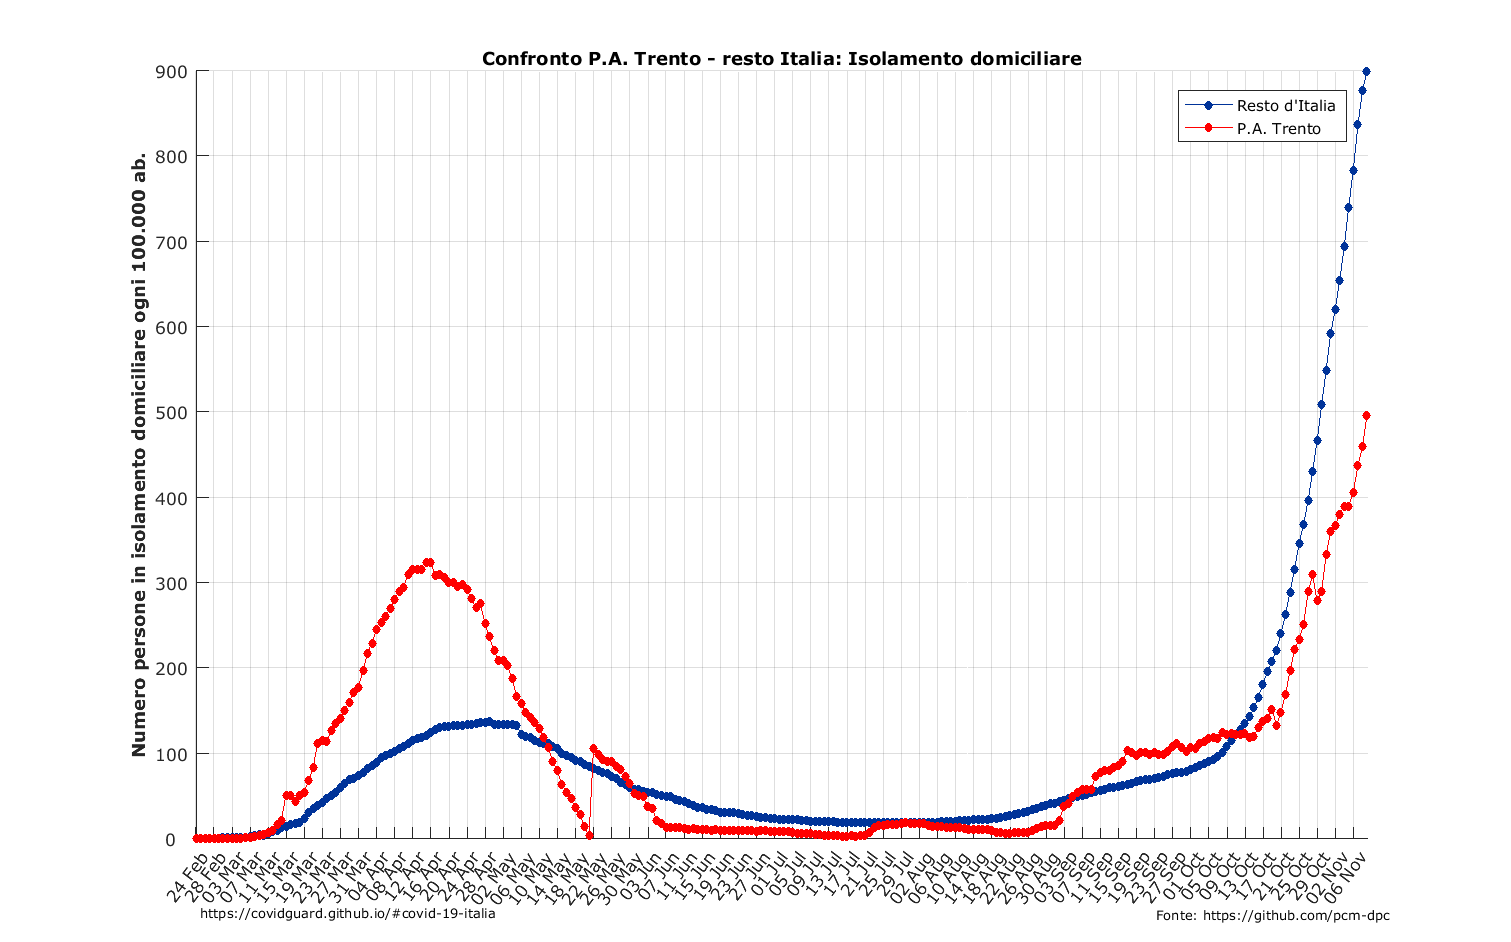 Confronto P.A. Trento - resto Italia: Isolamento domiciliare
Numero persone in isolamento domiciliare ogni 100.000 ab.
900
800
700
600
500
400
300
200
100
0
Resto d'Italia
P.A. Trento
24 Feb
28 Feb
03 Mar
07 Mar
11 Mar
15 Mar
19 Mar
23 Mar
27 Mar
31 Mar
04 Apr
08 Apr
12 Apr
16 Apr
20 Apr
24 Apr
28 Apr
02 May
06 May
10 May
14 May
18 May
22 May
26 May
30 May
03 Jun
07 Jun
11 Jun
15 Jun
19 Jun
23 Jun
27 Jun
01 Jul
05 Jul
09 Jul
13 Jul
17 Jul
21 Jul
25 Jul
29 Jul
02 Aug
06 Aug
10 Aug
14 Aug
18 Aug
22 Aug
26 Aug
30 Aug
03 Sep
07 Sep
11 Sep
15 Sep
19 Sep
23 Sep
27 Sep
01 Oct
05 Oct
09 Oct
13 Oct
17 Oct
21 Oct
25 Oct
29 Oct
02 Nov
06 Nov
https://covidguard.github.io/#covid-19-italia
Fonte: https://github.com/pcm-dpc